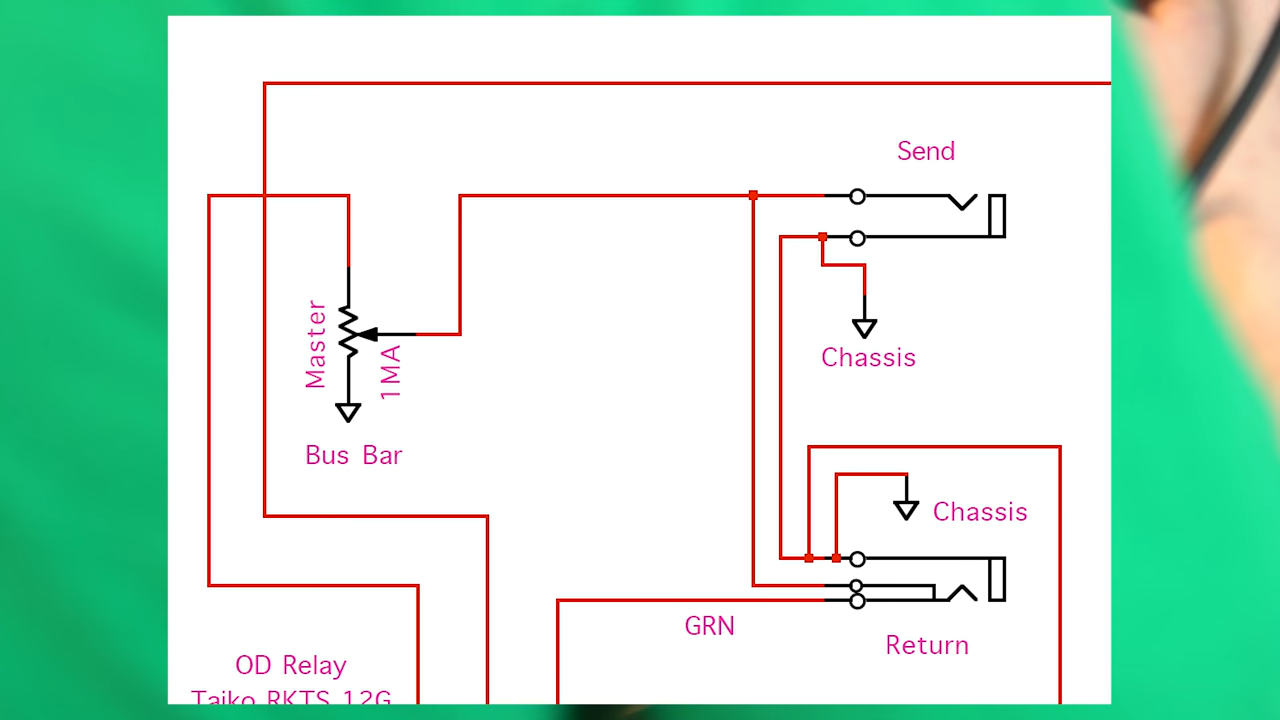 Send
Master
1MA
Chassis
Bus Bar
Chassis
GRN
Return
OD Relay
Taiko RKTS 12G